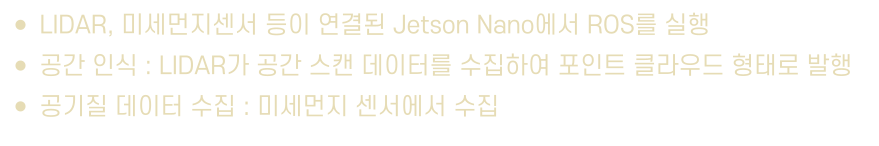 • LIDAR, 미세먼지센서 등이 연결된 Jetson Nano에서 ROS를 실행
• 공간 인식 : LIDAR가 공간 스캔 데이터를 수집하여 포인트 클라우드 형태로 발행
• 공기질 데이터 수집 : 미세먼지 센서에서 수집